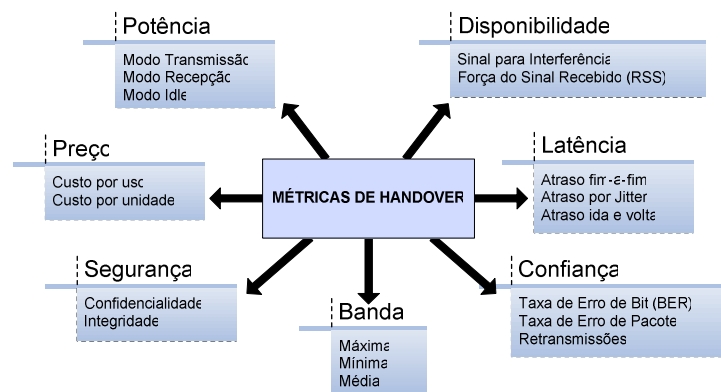 Potência
Modo Transmissão
Modo Recepção
Modo Idle
Disponibilidade
Sinal para Interferência
Força do Sinal Recebido (RSS)
Preço
Custo por uso
Custo por unidade
MÉTRICAS DE HANDOVER
Latência
Atraso fim-a-fim
Atraso por Jitter
Atraso ida e volta
Segurança
Confidencialidade
Integridade
Banda
Máxima
Mínima
Média
Confiança
Taxa de Erro de Bit (BER)
Taxa de Erro de Pacote
Retransmissões